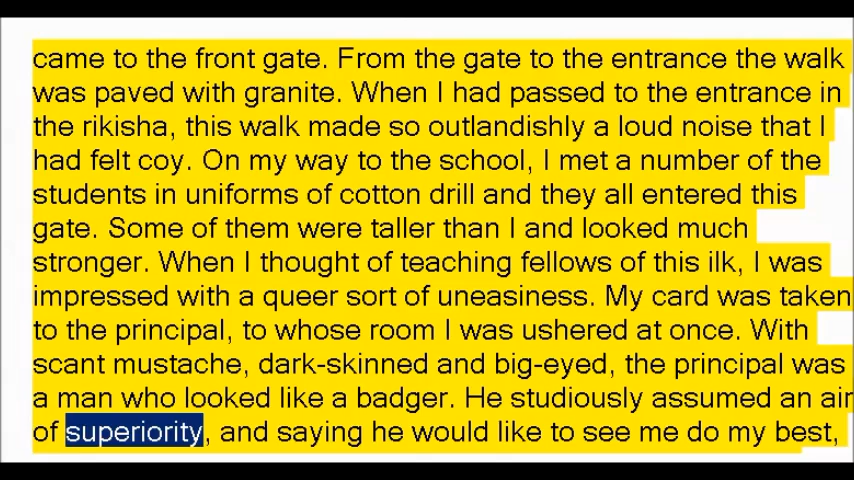 came to the front gate. From the gate to the entrance the walk
was paved with granite. When I had passed to the entrance in
the rikisha, this walk made so outlandishly a loud noise that I
had felt coy. On my way to the school, I met a number of the
students in uniforms of cotton drill and they all entered this
gate. Some of them were taller than I and looked much
stronger. When I thought of teaching fellows of this ilk, I was
impressed with a queer sort of uneasiness. My card was taken
to the principal, to whose room I was ushered at once. With
scant mustache, dark-skinned and big-eyed, the principal was
a man who looked like a badger. He studiously assumed an air
of superiority, and saying he would like to see me do my best,